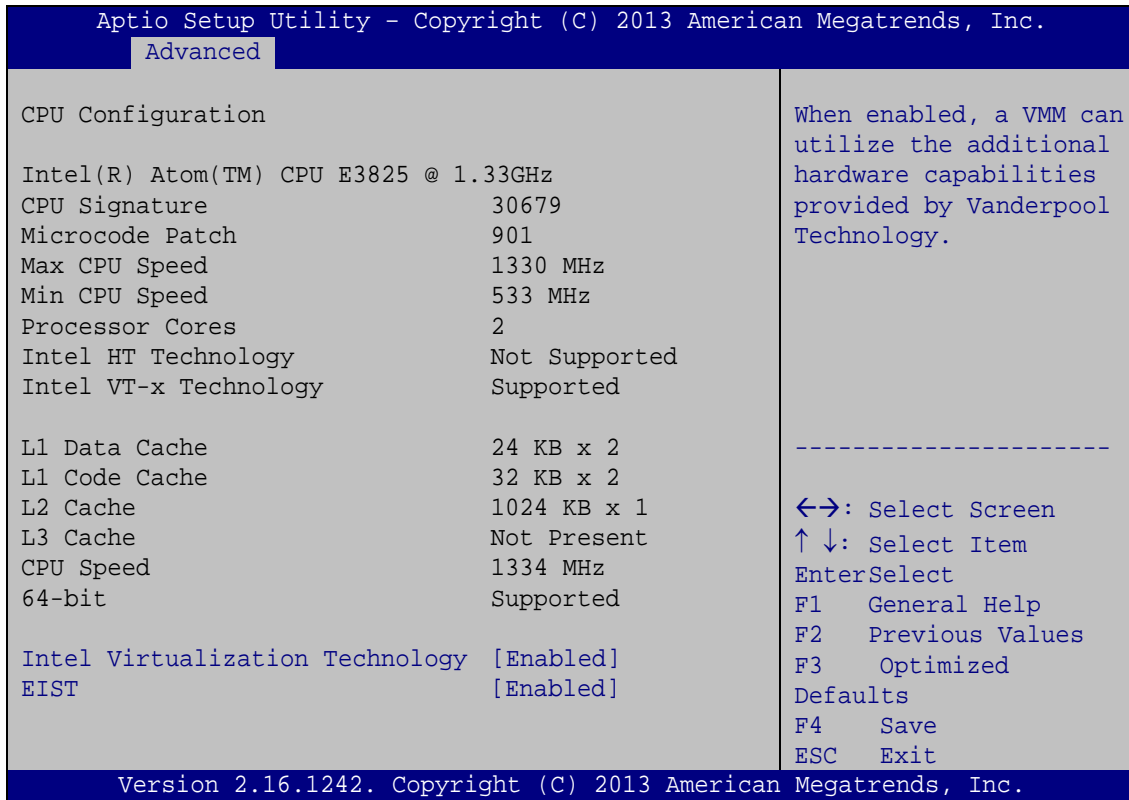 Aptio Setup Utility – Copyright (C) 2013 American Megatrends, Inc.
Advanced
CPU Configuration
Intel(R) Atom(TM) CPU E3825 @ 1.33GHz
CPU Signature 30679
Microcode Patch 901
Max CPU Speed 1330 MHz
Min CPU Speed 533 MHz
Processor Cores 2
Intel HT Technology Not Supported
Intel VT-x Technology Supported
L1 Data Cache 24 KB x 2
L1 Code Cache 32 KB x 2
L2 Cache 1024 KB x 1
L3 Cache Not Present
CPU Speed 1334 MHz
64-bit Supported
Intel Virtualization Technology [Enabled]
EIST [Enabled]
When enabled, a VMM can
utilize the additional
hardware capabilities
provided by Vanderpool
Technology.
----------------------
←→: Select Screen
↑ ↓: Select Item
EnterSelect
F1 General Help
F2 Previous Values
F3 Optimized
Defaults
F4 Save
ESC Exit
Version 2.16.1242. Copyright (C) 2013 American Megatrends, Inc.